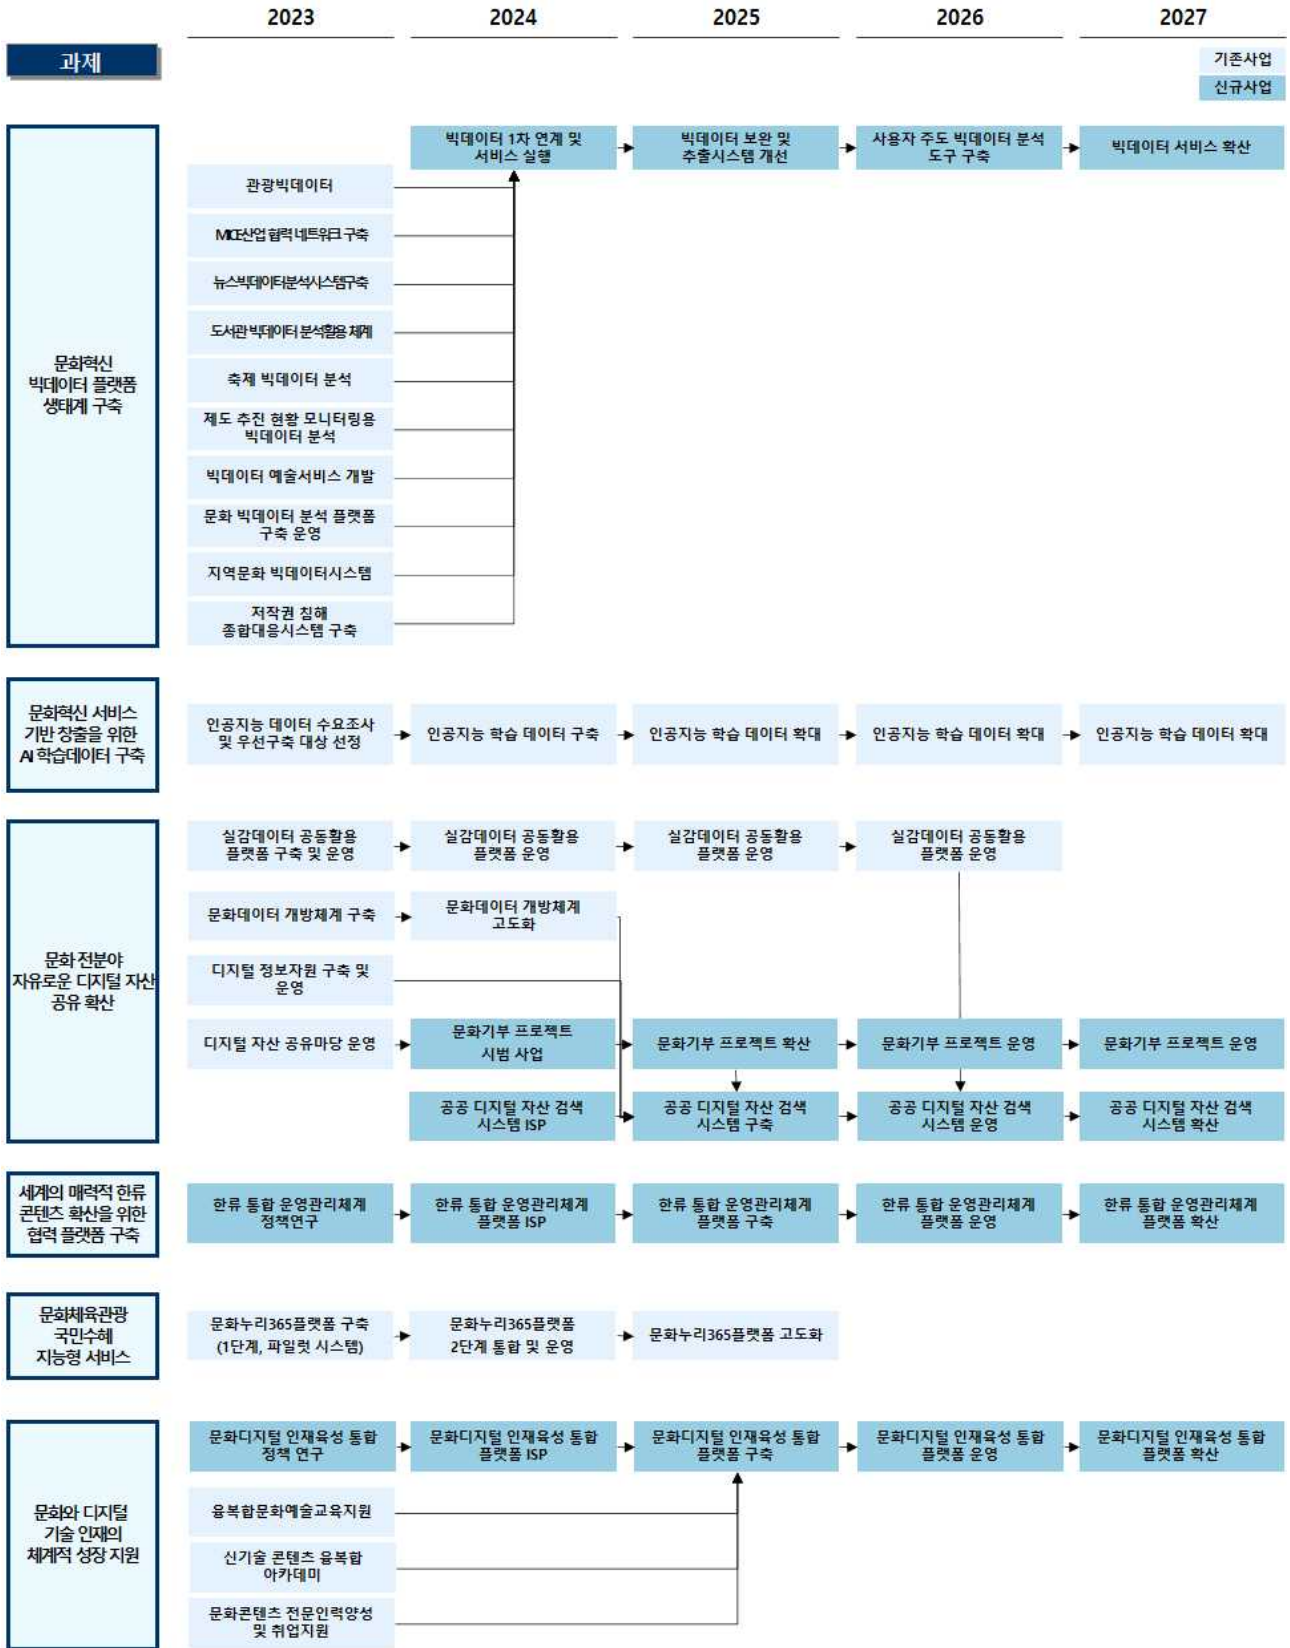 2023
2024
2025
2026
2027
과제
기존사업
신규사업
문화혁신
빅데이터 플랫폼
생태계 구축
빅데이터 1차 연계 및
서비스 실행
빅데이터 보완 및
추출시스템 개선
사용자 주도 빅데이터 분석
도구 구축
빅데이터 서비스 확산
관광빅데이터
MICE산업 협력 네트워크 구축
뉴스빅데이터분석시스템구축
도서관 빅데이터 분석활용 체계
축제 빅데이터 분석
제도 추진 현황 모니터링용
빅데이터 분석
빅데이터 예술서비스 개발
문화 빅데이터 분석 플랫폼
구축 운영
지역문화 빅데이터시스템
저작권 침해
종합대응시스템 구축
문화혁신 서비스
기반 창출을 위한
AI 학습데이터 구축
인공지능 데이터 수요조사
및 우선구축 대상 선정
인공지능 학습 데이터 구축
인공지능 학습 데이터 확대
인공지능 학습 데이터 확대
인공지능 학습 데이터 확대
문화 전분야
자유로운 디지털 자산
공유 확산
실감데이터 공동활용
플랫폼 구축 및 운영
실감데이터 공동활용
플랫폼 운영
실감데이터 공동활용
플랫폼 운영
실감데이터 공동활용
플랫폼 운영
문화데이터 개방체계 구축
문화데이터 개방체계
고도화
디지털 정보자원 구축 및
운영
디지털 자산 공유마당 운영
문화기부 프로젝트
시범 사업
문화기부 프로젝트 확산
문화기부 프로젝트 운영
문화기부 프로젝트 운영
공공 디지털 자산 검색
시스템 ISP
공공 디지털 자산 검색
시스템 구축
공공 디지털 자산 검색
시스템 운영
공공 디지털 자산 검색
시스템 확산
세계의 매력적 한류
콘텐츠 확산을 위한
협력 플랫폼 구축
한류 통합 운영관리체계
정책연구
한류 통합 운영관리체계
플랫폼 ISP
한류 통합 운영관리체계
플랫폼 구축
한류 통합 운영관리체계
플랫폼 운영
한류 통합 운영관리체계
플랫폼 확산
문화체육관광
국민수혜
지능형 서비스
문화누리365플랫폼 구축
(1단계, 파일럿 시스템)
문화누리365플랫폼
2단계 통합 및 운영
문화누리365플랫폼 고도화
문화와 디지털
기술 인재의
체계적 성장 지원
문화디지털 인재육성 통합
정책 연구
문화디지털 인재육성 통합
플랫폼 ISP
문화디지털 인재육성 통합
플랫폼 구축
문화디지털 인재육성 통합
플랫폼 운영
문화디지털 인재육성 통합
플랫폼 확산
융복합문화예술교육지원
신기술 콘텐츠 융복합
아카데미
문화콘텐츠 전문인력양성
및 취업지원